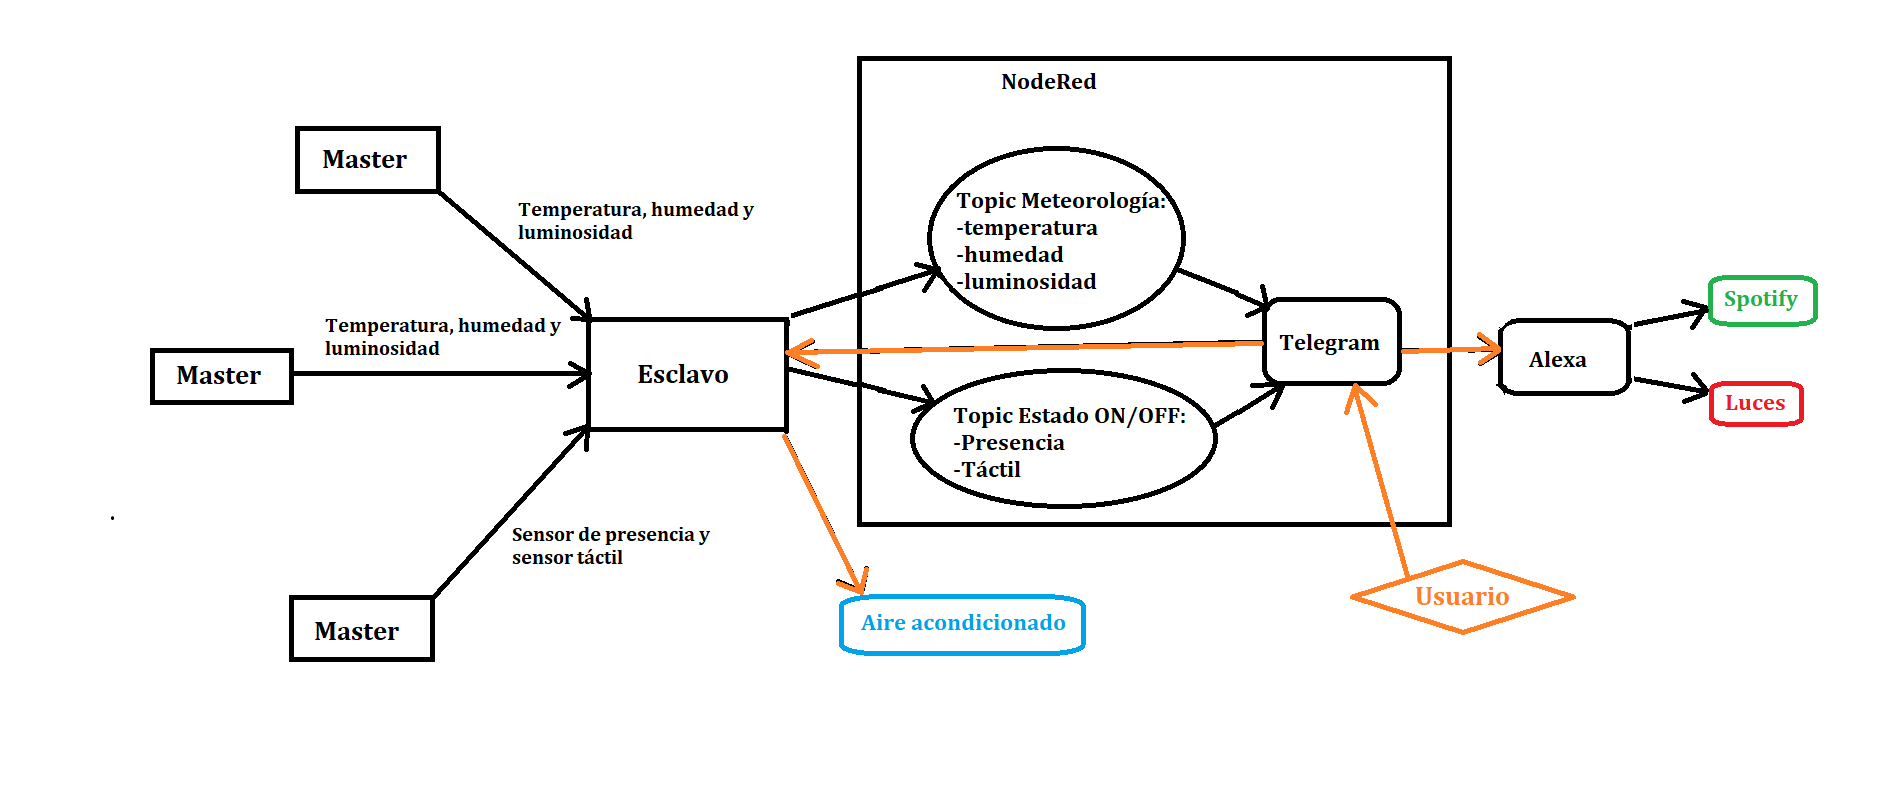 NodeRed
Master
Temperatura, humedad y
luminosidad
Topic Meteorología:
-temperatura
-humedad
-luminosidad
Temperatura, humedad y
luminosidad
Master
Esclavo
Telegram
Alexa
Spotify
Luces
Topic Estado ON/OFF:
-Presencia
-Táctil
Sensor de presencia y
sensor táctil
Master
Aire acondicionado
Usuario